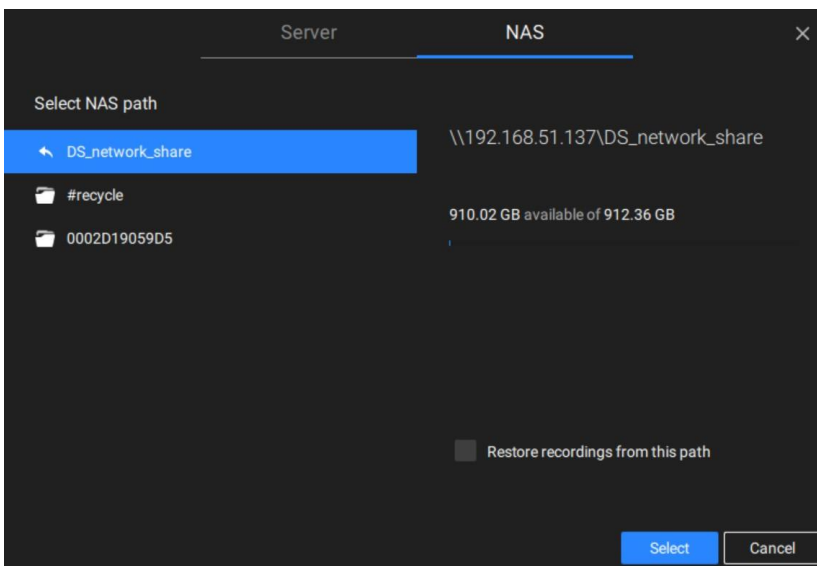 Server
NAS
Select NAS path
DS_network_share
#recycle
0002D19059D5
\\192.168.51.137\DS_network_share
910.02 GB available of 912.36 GB
Restore recordings from this path
Select
Cancel